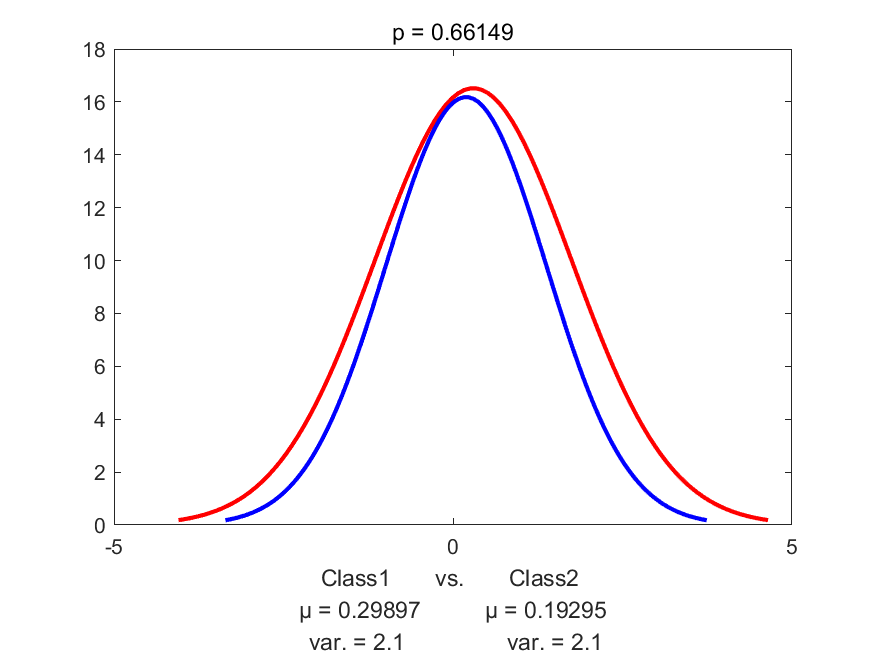 p = 0.66149
18
16
14
12
10
8
6
4
2
0
-5 0 5
Class1 vs. Class2
μ = 0.29897 μ = 0.19295
var. = 2.1 var. = 2.1